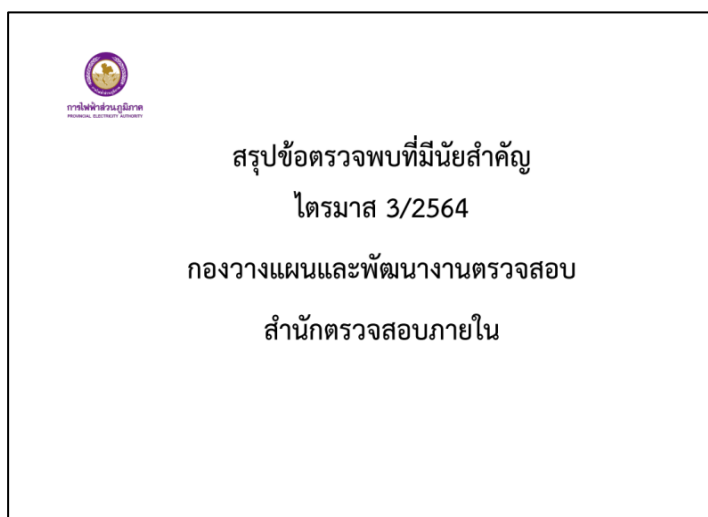 การไฟฟ้าส่วนภูมิภาค
PROVINCIAL ELECTRICITY AUTHORITY
สรุปข้อตรวจพบที่มีนัยสำคัญ
ไตรมาส 3/2564
กองวางแผนและพัฒนางานตรวจสอบ
สำนักตรวจสอบภายใน